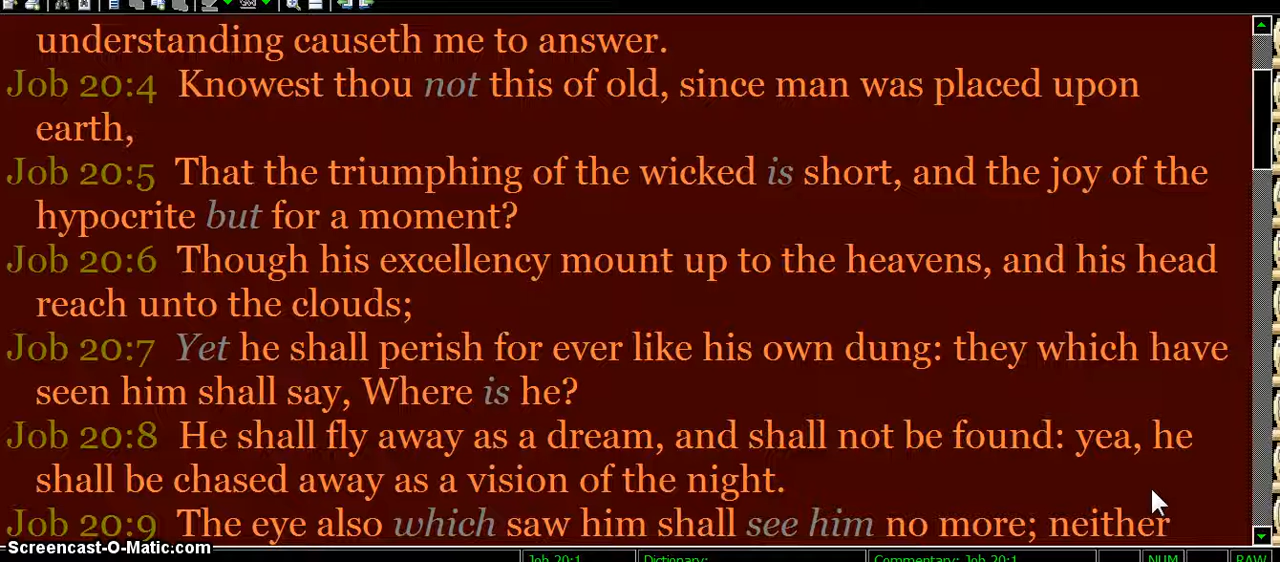 understanding causeth me to answer.
Job 20:4 Knowest thou not this of old, since man was placed upon
earth,
Job 20:5 That the triumphing of the wicked is short, and the joy of the
hypocrite but for a moment?
Job 20:6 Though his excellency mount up to the heavens, and his head
reach unto the clouds;
Job 20:7 Yet he shall perish for ever like his own dung: they which have
seen him shall say, Where is he?
Job 20:8 He shall fly away as a dream, and shall not be found: yea, he
shall be chased away as a vision of the night.
Job 20:9 The eye also which saw him shall see him no more; neither
Screencast-O-Matic.com
Job 20:1 Dictionary: Commentary: Job 20:1 NUM RAW